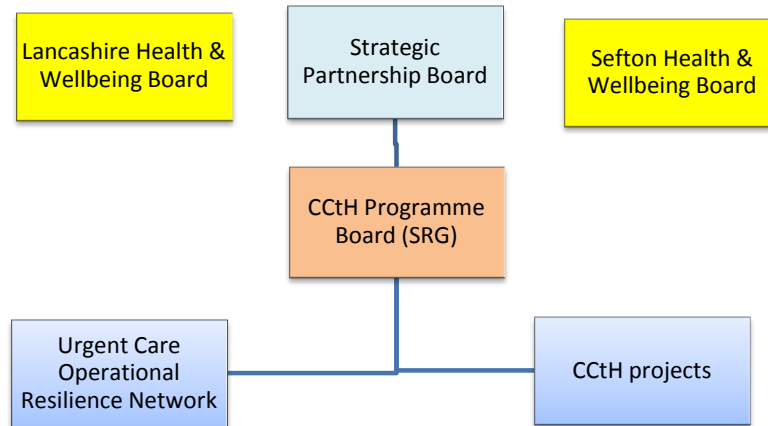 Lancashire Health &
Wellbeing Board
Strategic
Partnership Board
Sefton Health &
Wellbeing Board
CCtH Programme
Board (SRG)
Urgent Care
Operational
Resilience Network
CCtH projects